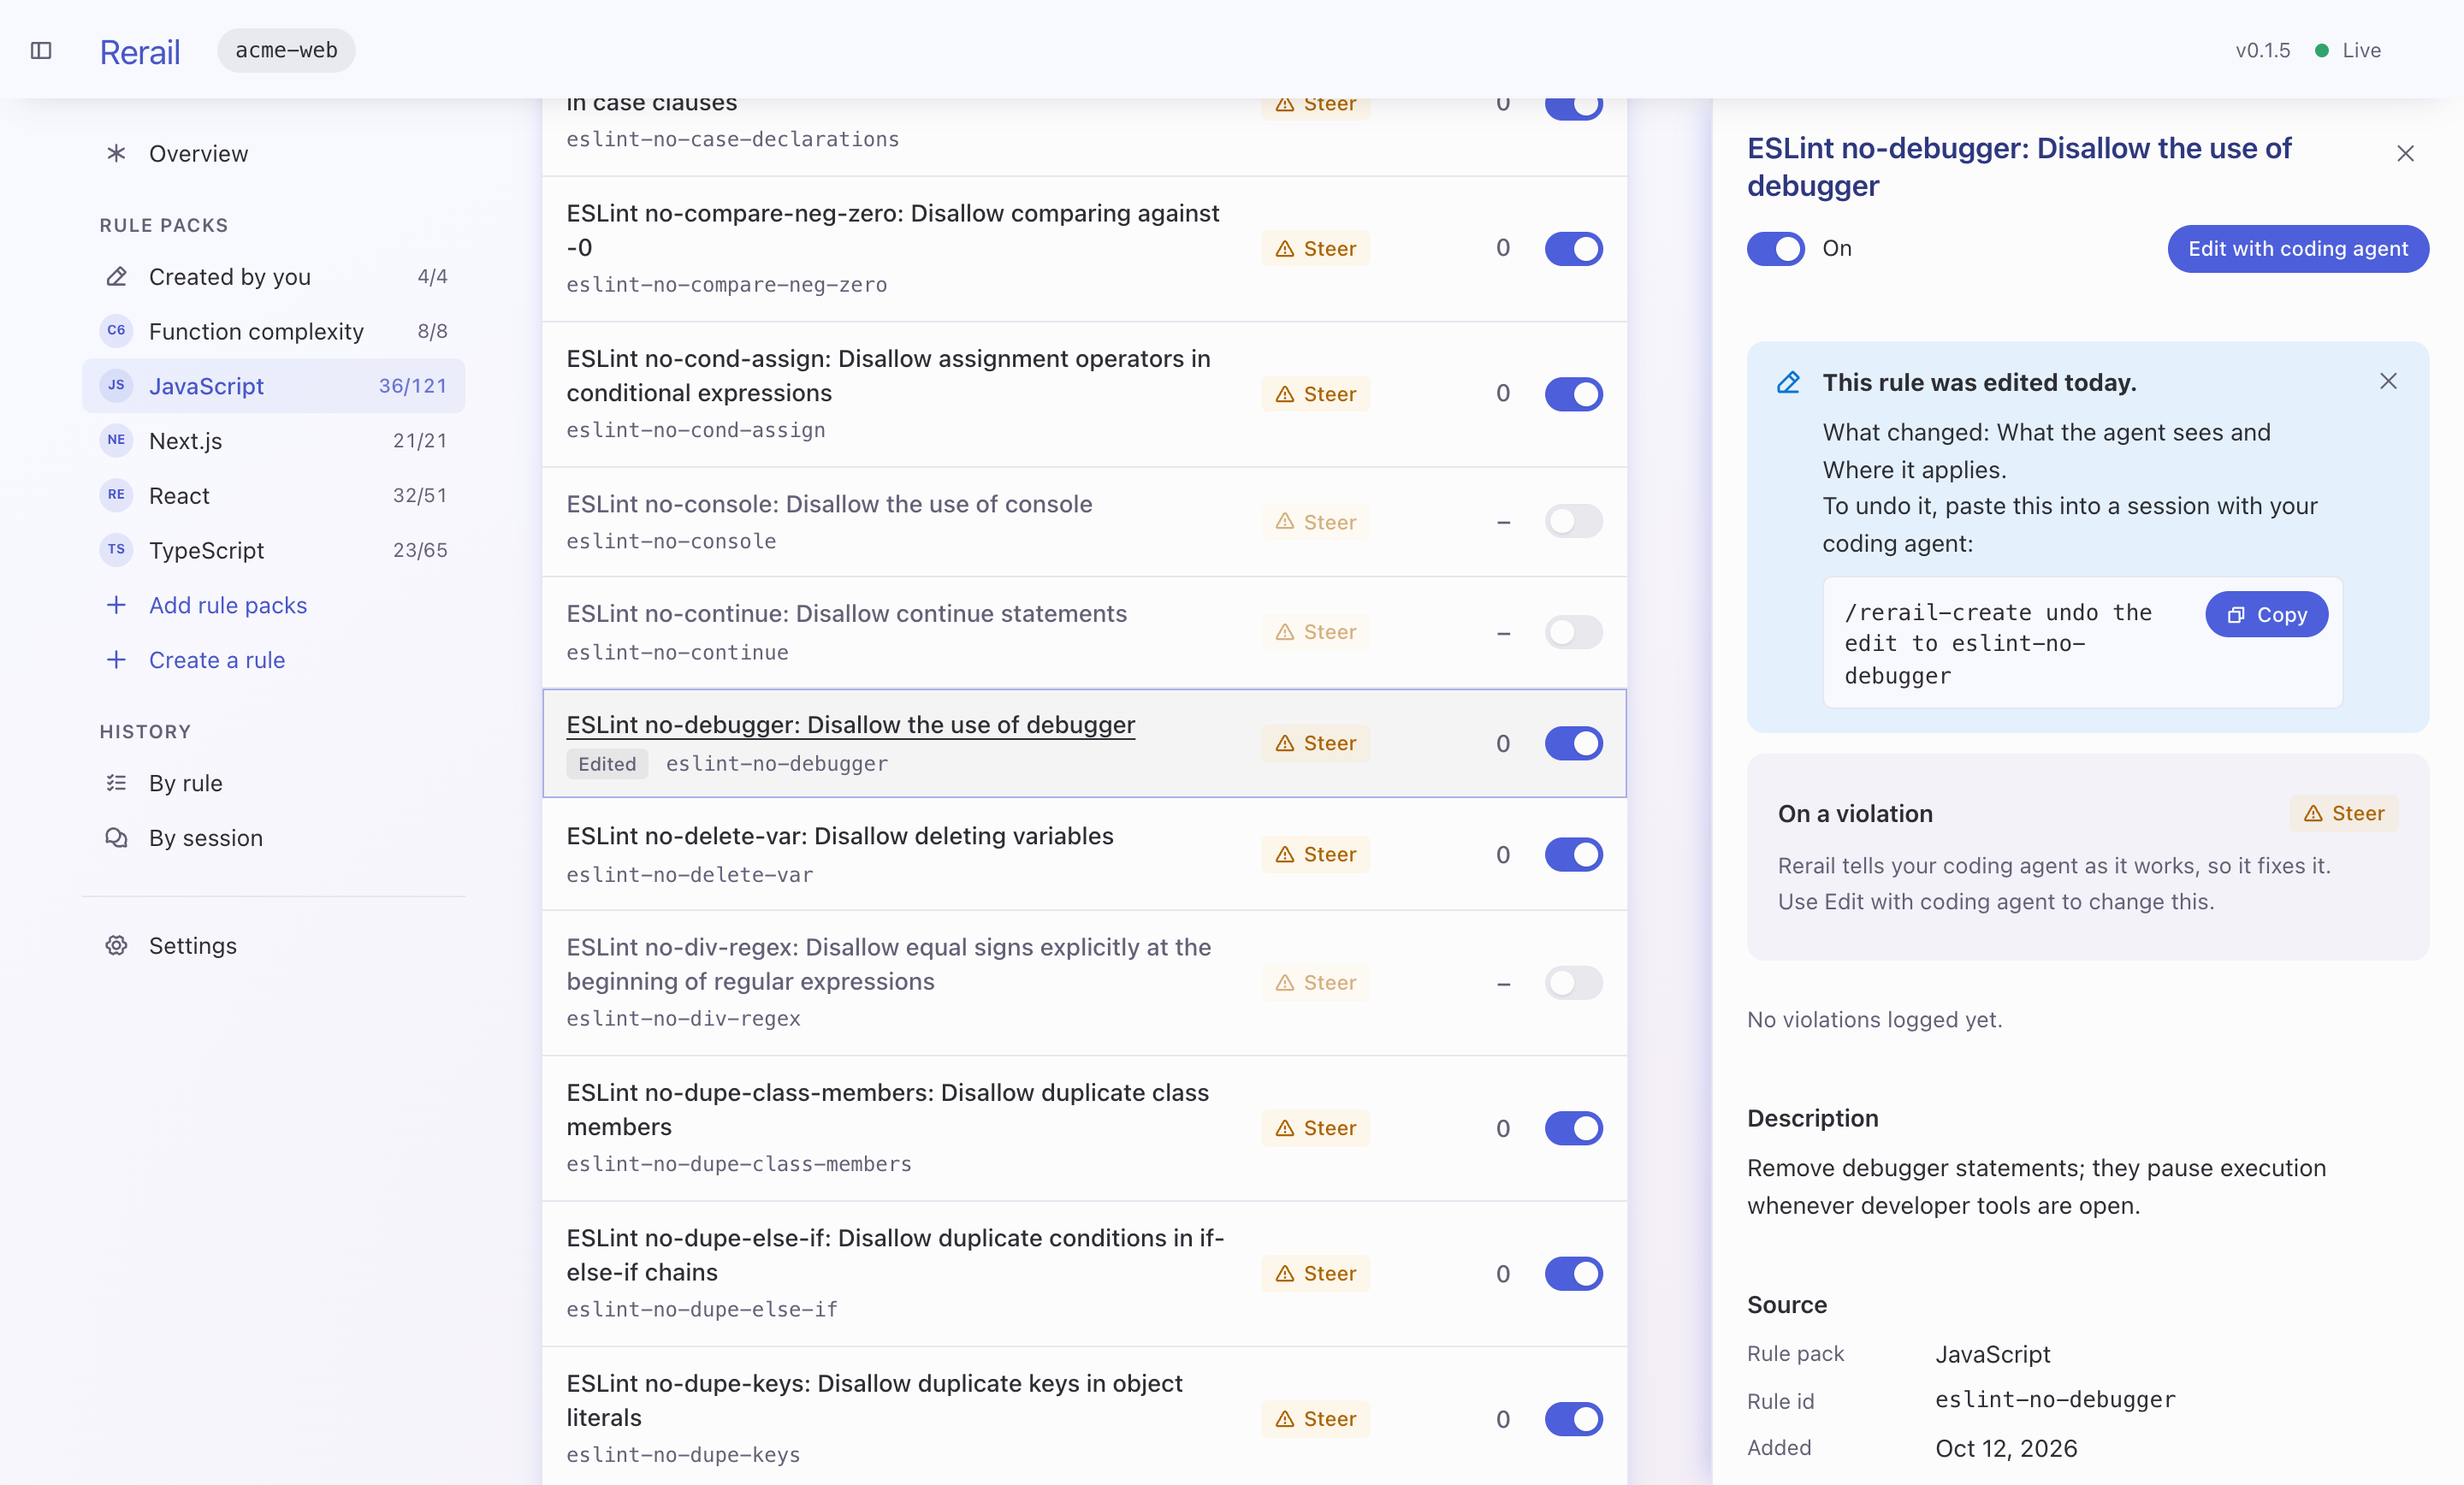 Rerail
acme-web
v0.1.5
Live
Overview
RULE PACKS
Created by you 4/4
C6 Function complexity 8/8
JS JavaScript 36/121
NE Next.js 21/21
RE React 32/51
TS TypeScript 23/65
Add rule packs
Create a rule
HISTORY
By rule
By session
Settings
in case clauses
Steer 0
eslint-no-case-declarations
ESLint no-compare-neg-zero: Disallow comparing against
-0
Steer 0
eslint-no-compare-neg-zero
ESLint no-cond-assign: Disallow assignment operators in
conditional expressions
Steer 0
eslint-no-cond-assign
ESLint no-console: Disallow the use of console
Steer –
eslint-no-console
ESLint no-continue: Disallow continue statements
Steer –
eslint-no-continue
ESLint no-debugger: Disallow the use of debugger
Steer 0
Edited eslint-no-debugger
ESLint no-delete-var: Disallow deleting variables
Steer 0
eslint-no-delete-var
ESLint no-div-regex: Disallow equal signs explicitly at the
beginning of regular expressions
Steer –
eslint-no-div-regex
ESLint no-dupe-class-members: Disallow duplicate class
members
Steer 0
eslint-no-dupe-class-members
ESLint no-dupe-else-if: Disallow duplicate conditions in if-
else-if chains
Steer 0
eslint-no-dupe-else-if
ESLint no-dupe-keys: Disallow duplicate keys in object
literals
Steer 0
eslint-no-dupe-keys
ESLint no-debugger: Disallow the use of
debugger
On
Edit with coding agent
This rule was edited today.
What changed: What the agent sees and
Where it applies.
To undo it, paste this into a session with your
coding agent:
/rerail-create undo the
edit to eslint-no-
debugger
Copy
On a violation
Steer
Rerail tells your coding agent as it works, so it fixes it.
Use Edit with coding agent to change this.
No violations logged yet.
Description
Remove debugger statements; they pause execution
whenever developer tools are open.
Source
Rule pack JavaScript
Rule id eslint-no-debugger
Added Oct 12, 2026